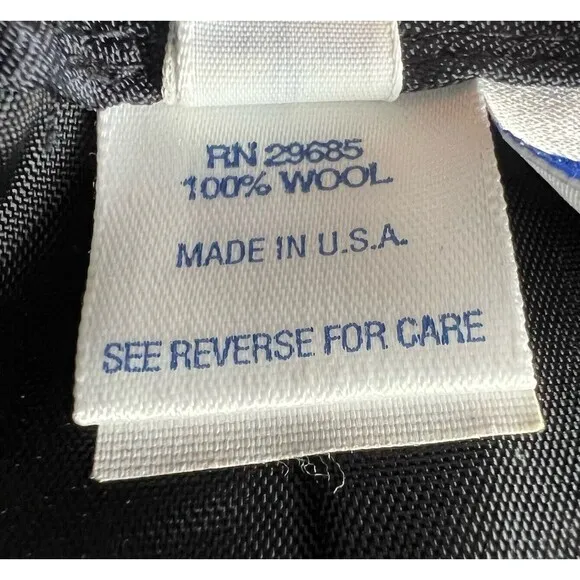 RN 29685
100% WOOL
MADE IN U.S.A.
SEE REVERSE FOR CARE